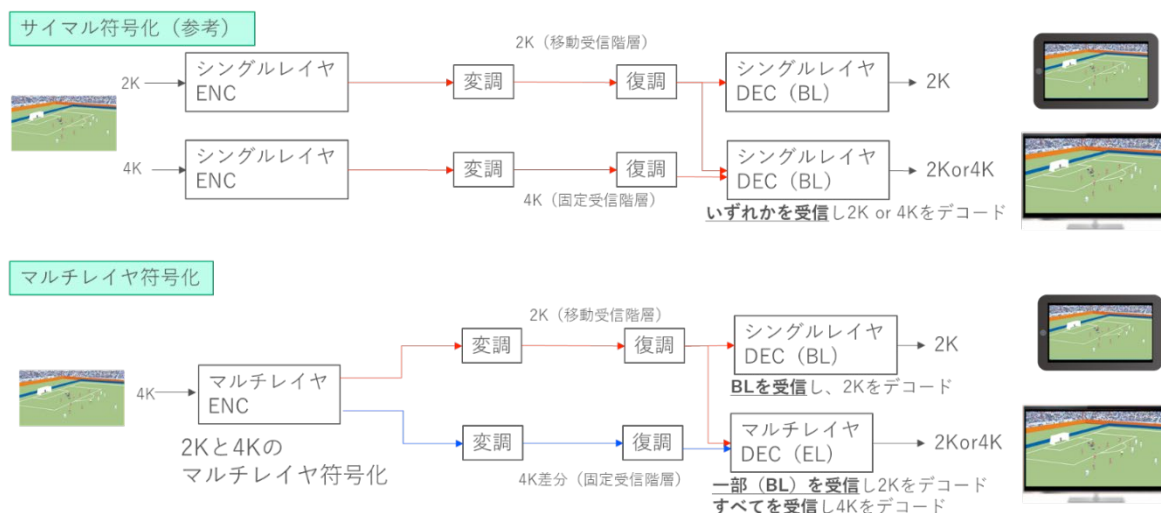 サイマル符号化（参考）
2K（移動受信階層）
2K
シングルレイヤ
ENC
変調
復調
シングルレイヤ
DEC（BL）
2K
4K
シングルレイヤ
ENC
変調
復調
シングルレイヤ
DEC（BL）
2Kor4K
4K（固定受信階層）
いずれかを受信し2K or 4Kをデコード
マルチレイヤ符号化
2K（移動受信階層）
変調
復調
シングルレイヤ
DEC（BL）
2K
BLを受信し、2Kをデコード
4K
マルチレイヤ
ENC
2Kと4Kの
マルチレイヤ符号化
変調
復調
マルチレイヤ
DEC（EL）
2Kor4K
4K差分（固定受信階層）
一部（BL）を受信し2Kをデコード
すべてを受信し4Kをデコード